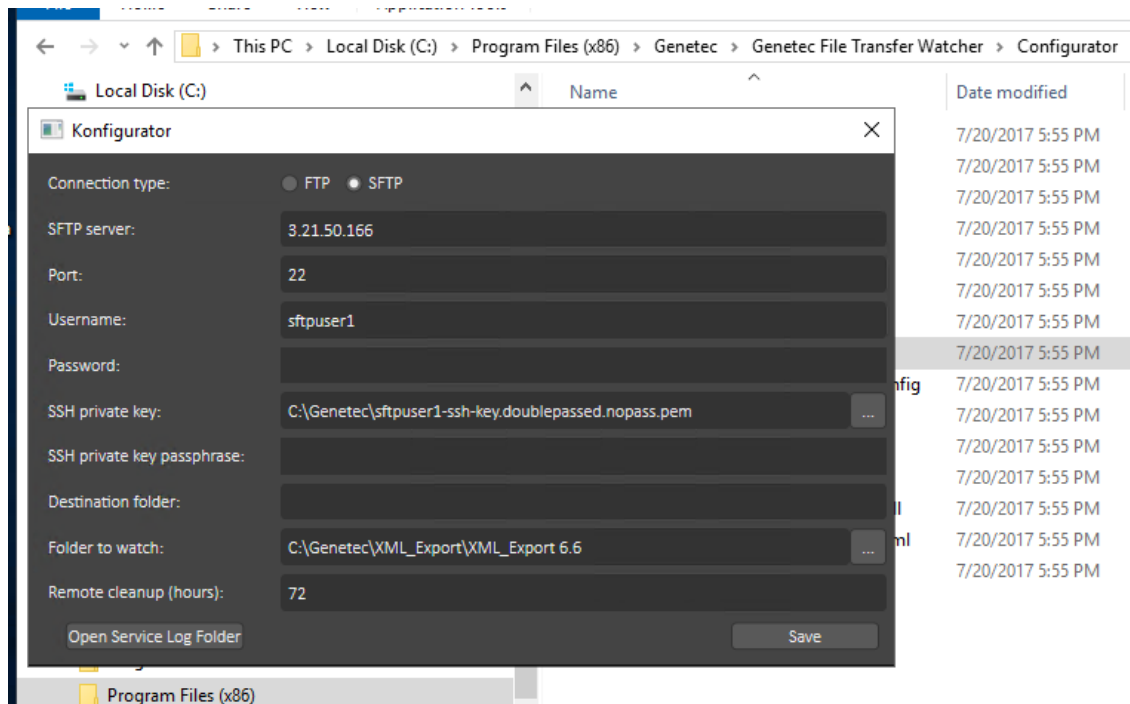 This PC > Local Disk (C:) > Program Files (x86) > Genetec > Genetec File Transfer Watcher > Configurator
Local Disk (C:)
Name
Date modified
Konfigurator
7/20/2017 5:55 PM
7/20/2017 5:55 PM
Connection type:
FTP
SFTP
7/20/2017 5:55 PM
SFTP server:
3.21.50.166
7/20/2017 5:55 PM
7/20/2017 5:55 PM
Port:
22
7/20/2017 5:55 PM
Username:
sftpuser1
7/20/2017 5:55 PM
Password:
7/20/2017 5:55 PM
nfig
7/20/2017 5:55 PM
SSH private key:
C:\Genetec\sftpuser1-ssh-key.doublepassed.nopass.pem
...
7/20/2017 5:55 PM
SSH private key passphrase:
7/20/2017 5:55 PM
7/20/2017 5:55 PM
Destination folder:
ll
7/20/2017 5:55 PM
Folder to watch:
C:\Genetec\XML_Export\XML_Export 6.6
...
ml
7/20/2017 5:55 PM
7/20/2017 5:55 PM
Remote cleanup (hours):
72
Open Service Log Folder
Save
Program Files (x86)